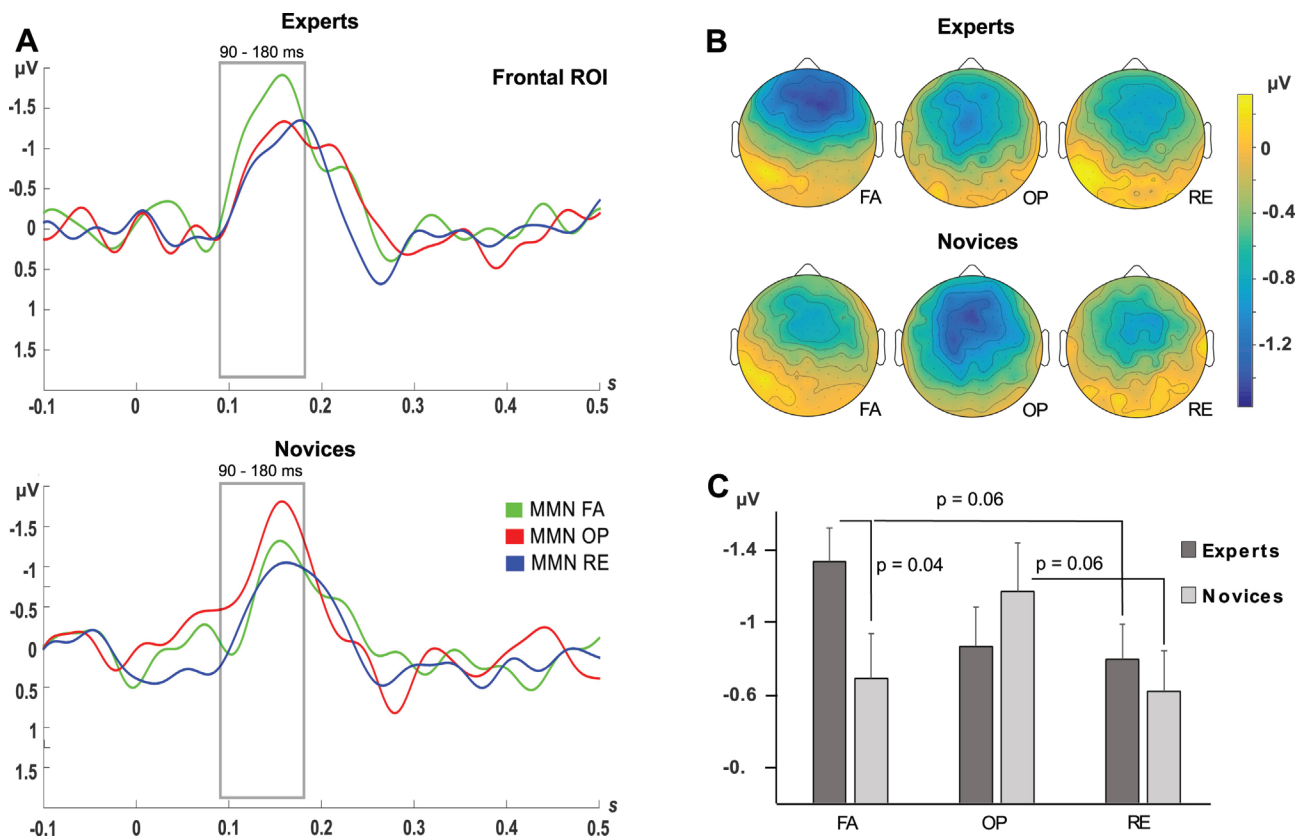 A
Experts
90 - 180 ms
µV
Frontal ROI
-1.5
-1
-0.5
0
0.5
1
1.5
s
-0.1 0 0.1 0.2 0.3 0.4 0.5
Novices
90 - 180 ms
µV
MMN FA
MMN OP
MMN RE
-1.5
-1
-0.5
0
0.5
1
1.5
s
-0.1 0 0.1 0.2 0.3 0.4 0.5
B
Experts
FA OP RE
Novices
FA OP RE
µV
0
-0.4
-0.8
-1.2
C
µV
p = 0.06
p = 0.04
p = 0.06
Experts
Novices
-1.4
-1
-0.6
-0.
FA OP RE